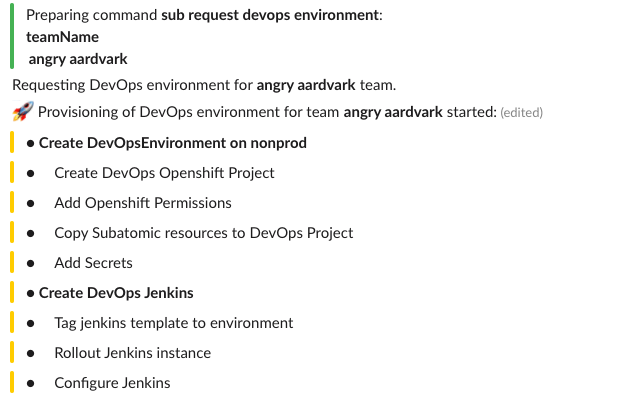 Preparing command sub request devops environment:
teamName
angry aardvark
Requesting DevOps environment for angry aardvark team.
🚀 Provisioning of DevOps environment for team angry aardvark started: (edited)
● Create DevOpsEnvironment on nonprod
● Create DevOps Openshift Project
● Add Openshift Permissions
● Copy Subatomic resources to DevOps Project
● Add Secrets
● Create DevOps Jenkins
● Tag jenkins template to environment
● Rollout Jenkins instance
● Configure Jenkins